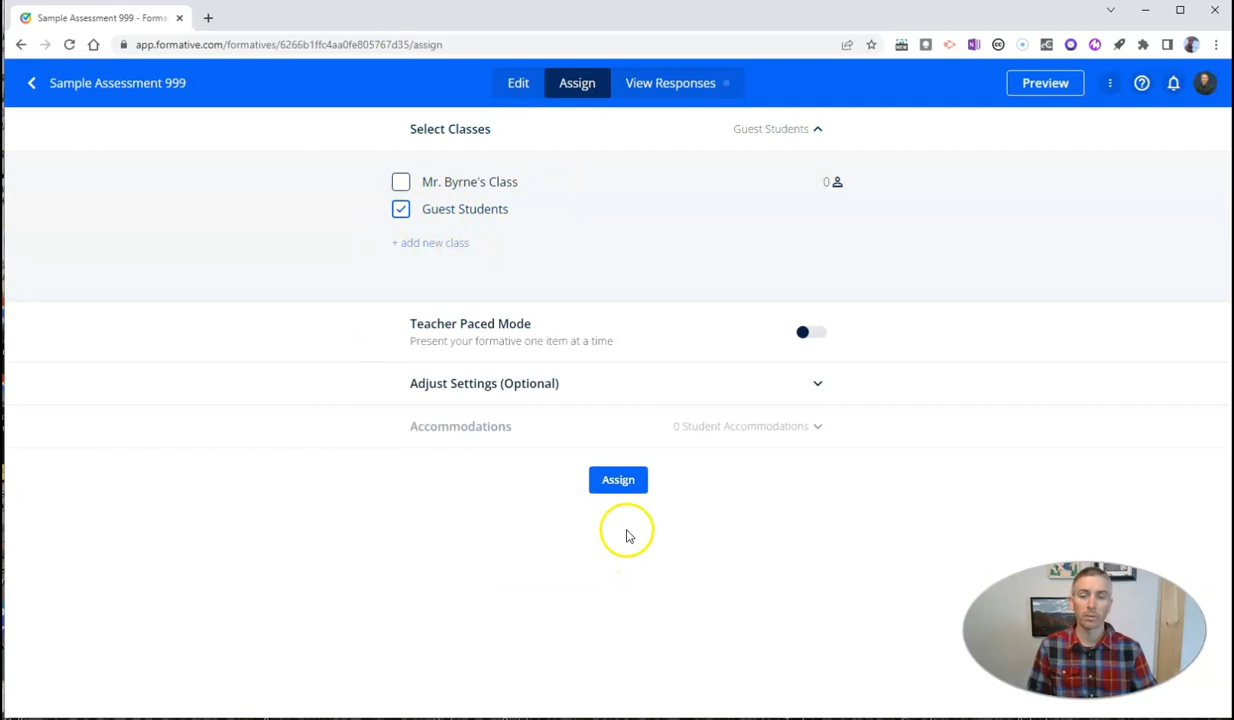 Sample Assessment 999 - Forma
app.formative.com/formatives/6266b1ffc4aa0fe805767d35/assign
Sample Assessment 999
Edit
Assign
View Responses
Preview
Select Classes
Guest Students
Mr. Byrne's Class
0
Guest Students
+ add new class
Teacher Paced Mode
Present your formative one item at a time
Adjust Settings (Optional)
Accommodations
0 Student Accommodations
Assign